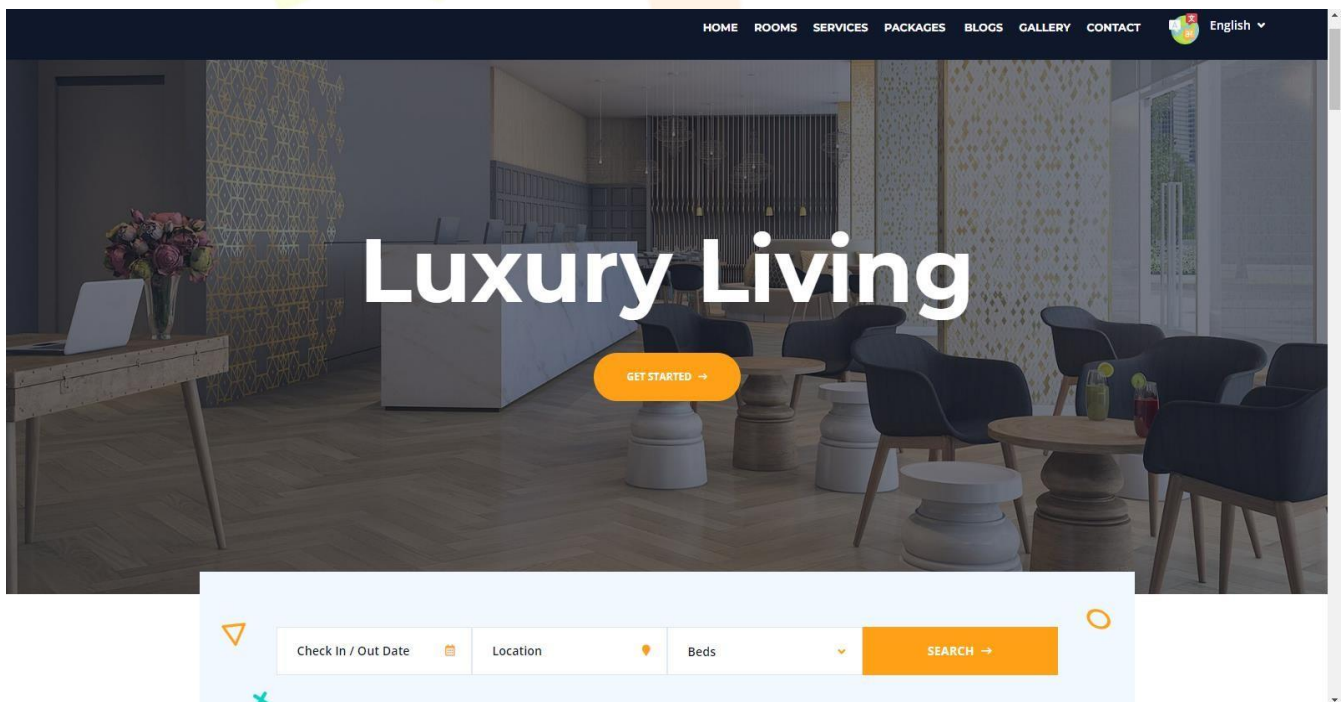 HOME ROOMS SERVICES PACKAGES BLOGS GALLERY CONTACT English
Luxury Living
GET STARTED →
Check In / Out Date Location Beds SEARCH →